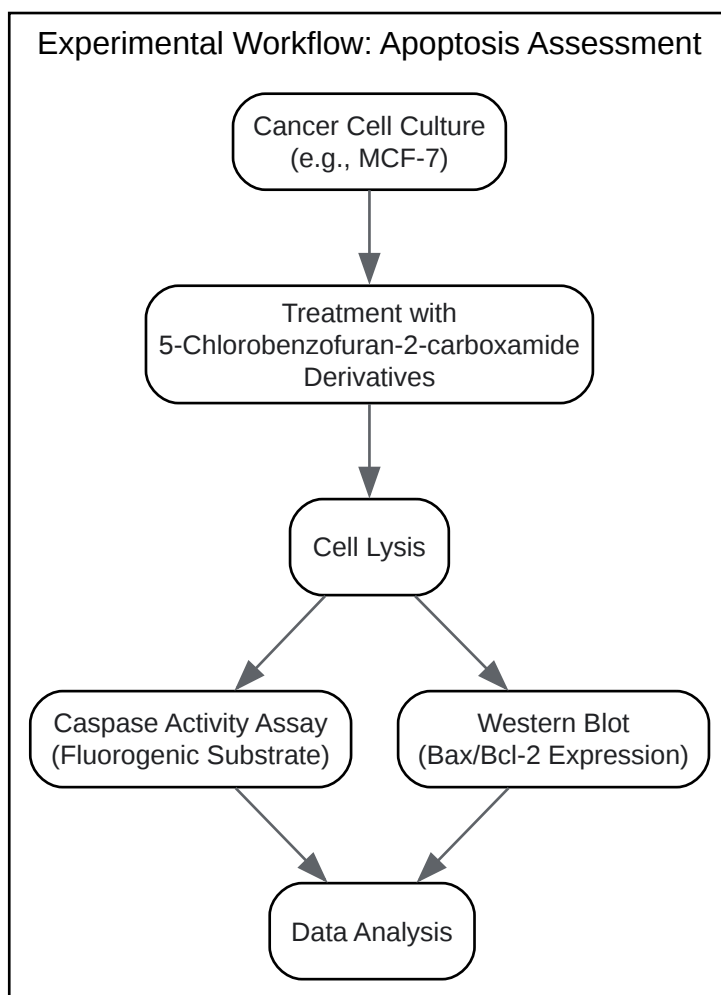 Experimental Workflow: Apoptosis Assessment
Cancer Cell Culture
(e.g., MCF-7)
Treatment with
5-Chlorobenzofuran-2-carboxamide
Derivatives
Cell Lysis
Caspase Activity Assay
(Fluorogenic Substrate)
Western Blot
(Bax/Bcl-2 Expression)
Data Analysis